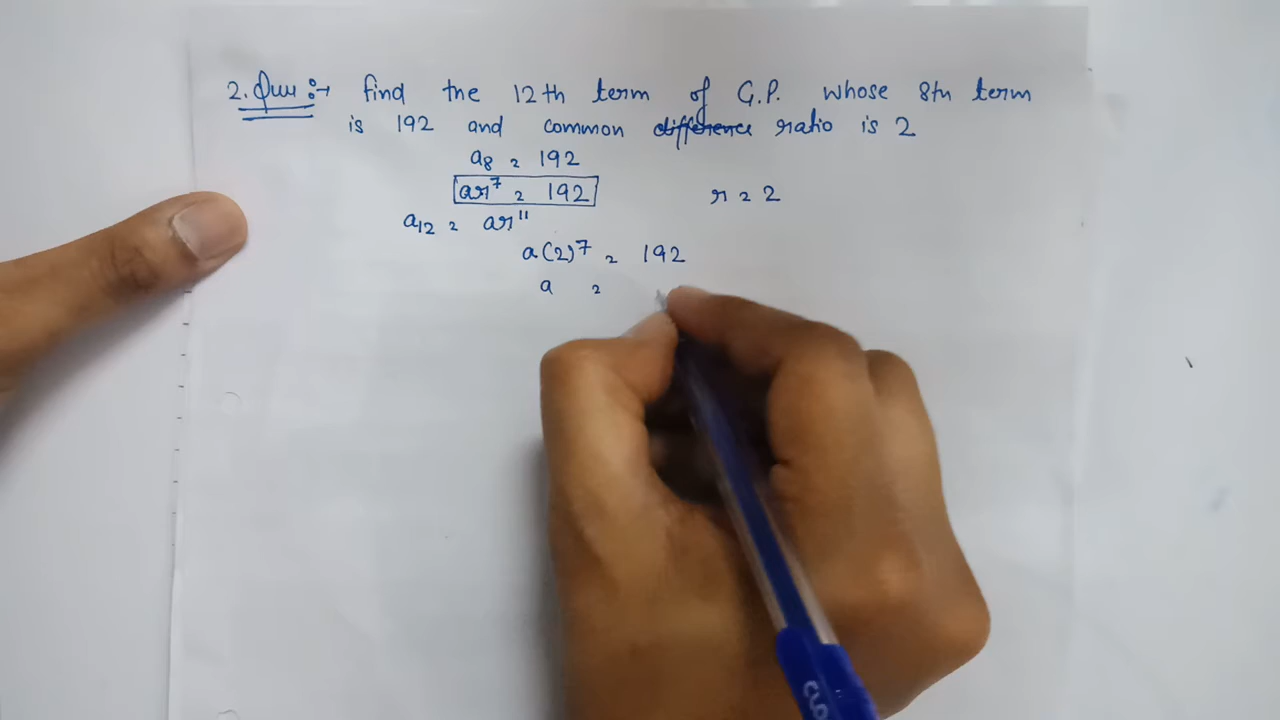 2. Ques :→ find the 12th term of G.P. whose 8th term
is 192 and common difference ratio is 2
a₈ = 192
ar⁷ = 192 r = 2
a₁₂ = ar¹¹
a(2)⁷ = 192
a =